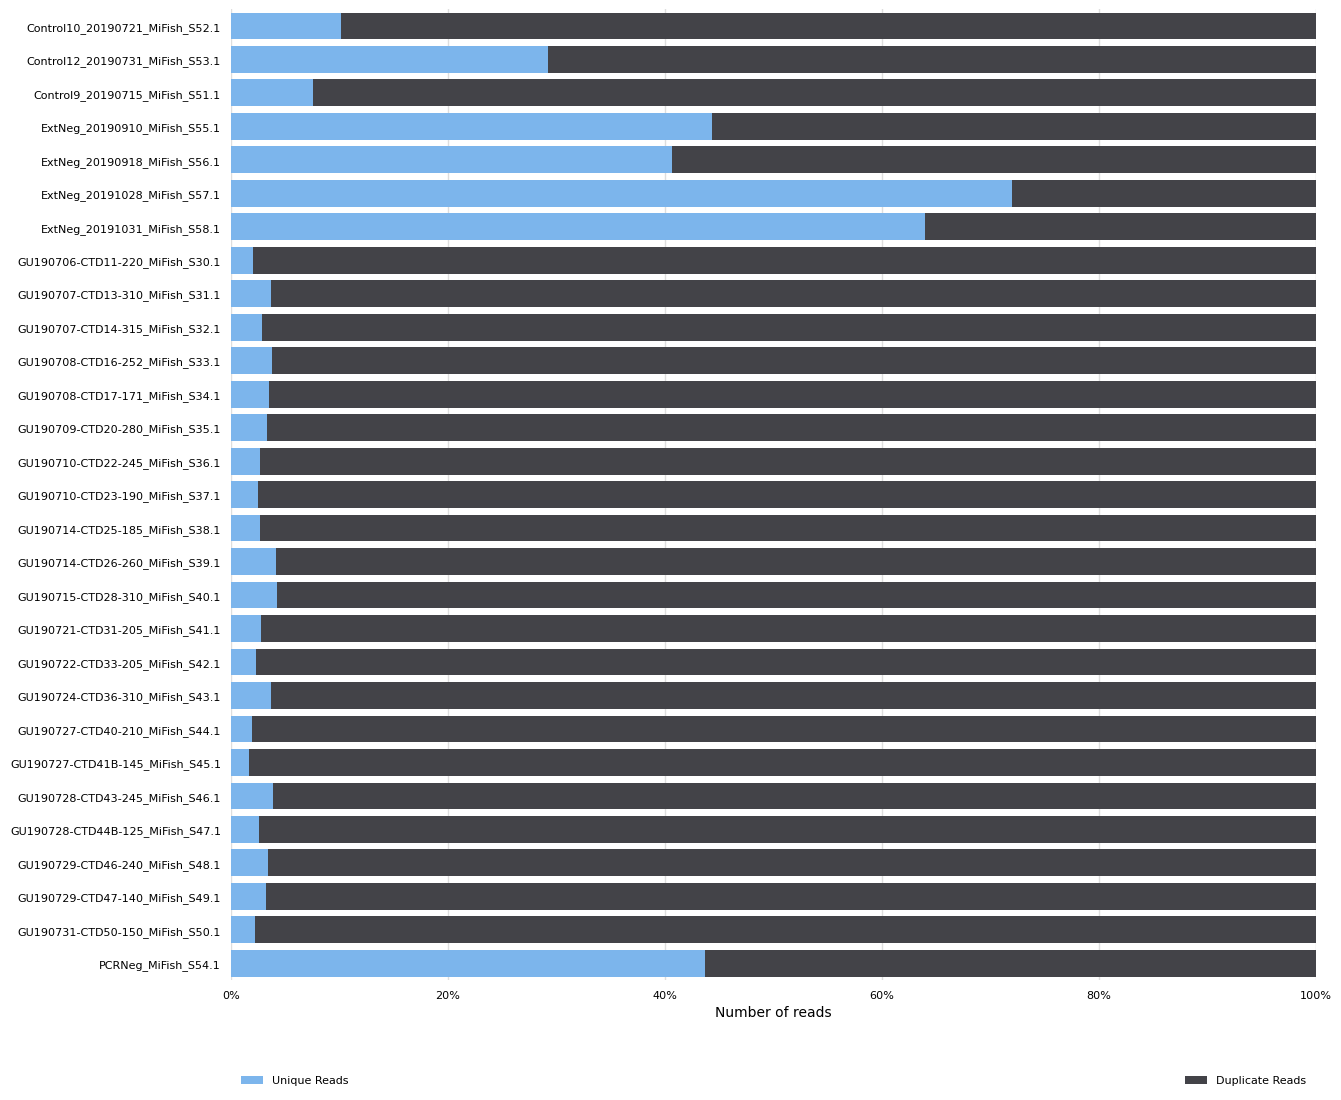 Control10_20190721_MiFish_S52.1
Control12_20190731_MiFish_S53.1
Control9_20190715_MiFish_S51.1
ExtNeg_20190910_MiFish_S55.1
ExtNeg_20190918_MiFish_S56.1
ExtNeg_20191028_MiFish_S57.1
ExtNeg_20191031_MiFish_S58.1
GU190706-CTD11-220_MiFish_S30.1
GU190707-CTD13-310_MiFish_S31.1
GU190707-CTD14-315_MiFish_S32.1
GU190708-CTD16-252_MiFish_S33.1
GU190708-CTD17-171_MiFish_S34.1
GU190709-CTD20-280_MiFish_S35.1
GU190710-CTD22-245_MiFish_S36.1
GU190710-CTD23-190_MiFish_S37.1
GU190714-CTD25-185_MiFish_S38.1
GU190714-CTD26-260_MiFish_S39.1
GU190715-CTD28-310_MiFish_S40.1
GU190721-CTD31-205_MiFish_S41.1
GU190722-CTD33-205_MiFish_S42.1
GU190724-CTD36-310_MiFish_S43.1
GU190727-CTD40-210_MiFish_S44.1
GU190727-CTD41B-145_MiFish_S45.1
GU190728-CTD43-245_MiFish_S46.1
GU190728-CTD44B-125_MiFish_S47.1
GU190729-CTD46-240_MiFish_S48.1
GU190729-CTD47-140_MiFish_S49.1
GU190731-CTD50-150_MiFish_S50.1
PCRNeg_MiFish_S54.1
0% 20% 40% 60% 80% 100%
Number of reads
Unique Reads Duplicate Reads